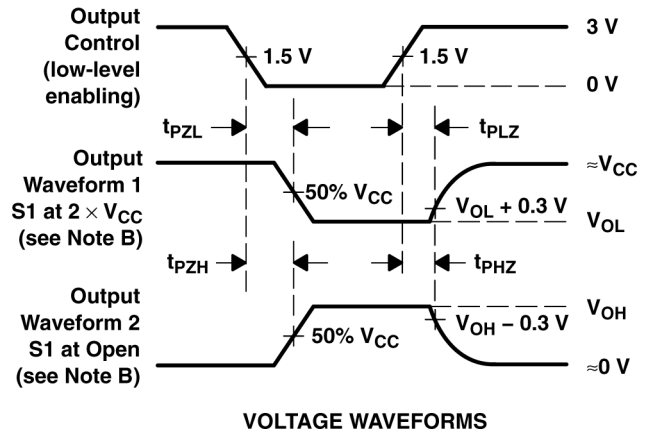 Output
Control
(low-level
enabling)
1.5 V
1.5 V
3 V
0 V
tPZL
tPLZ
Output
Waveform 1
S1 at 2 × VCC
(see Note B)
50% VCC
VOL + 0.3 V
≈VCC
VOL
tPZH
tPHZ
Output
Waveform 2
S1 at Open
(see Note B)
50% VCC
VOH − 0.3 V
VOH
≈0 V
VOLTAGE WAVEFORMS